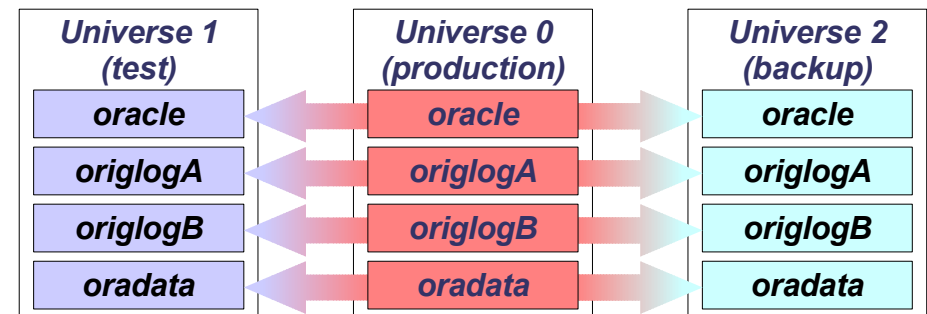 Universe 1
(test)
oracle
origlogA
origlogB
oradata
Universe 0
(production)
oracle
origlogA
origlogB
oradata
Universe 2
(backup)
oracle
origlogA
origlogB
oradata